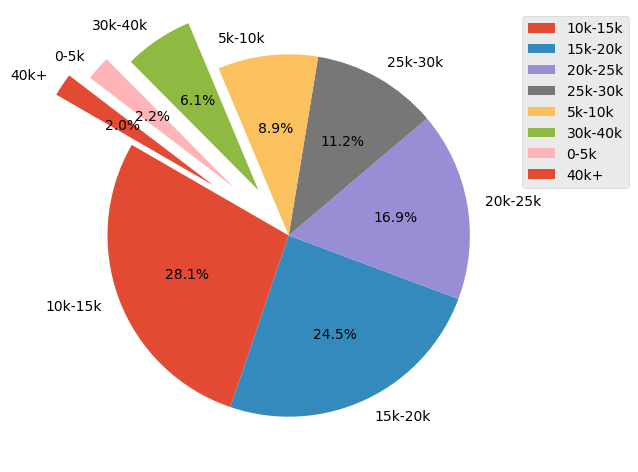 30k-40k
5k-10k
0-5k
25k-30k
40k+
6.1%
2.2%
2.0%
8.9%
11.2%
20k-25k
16.9%
28.1%
10k-15k
24.5%
15k-20k
10k-15k
15k-20k
20k-25k
25k-30k
5k-10k
30k-40k
0-5k
40k+